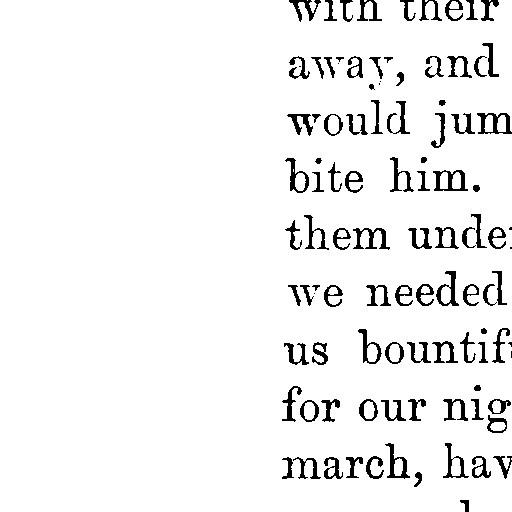 with their
away, and
would jum
bite him.
them unde
we needed
us bountif
for our nig
march, hav